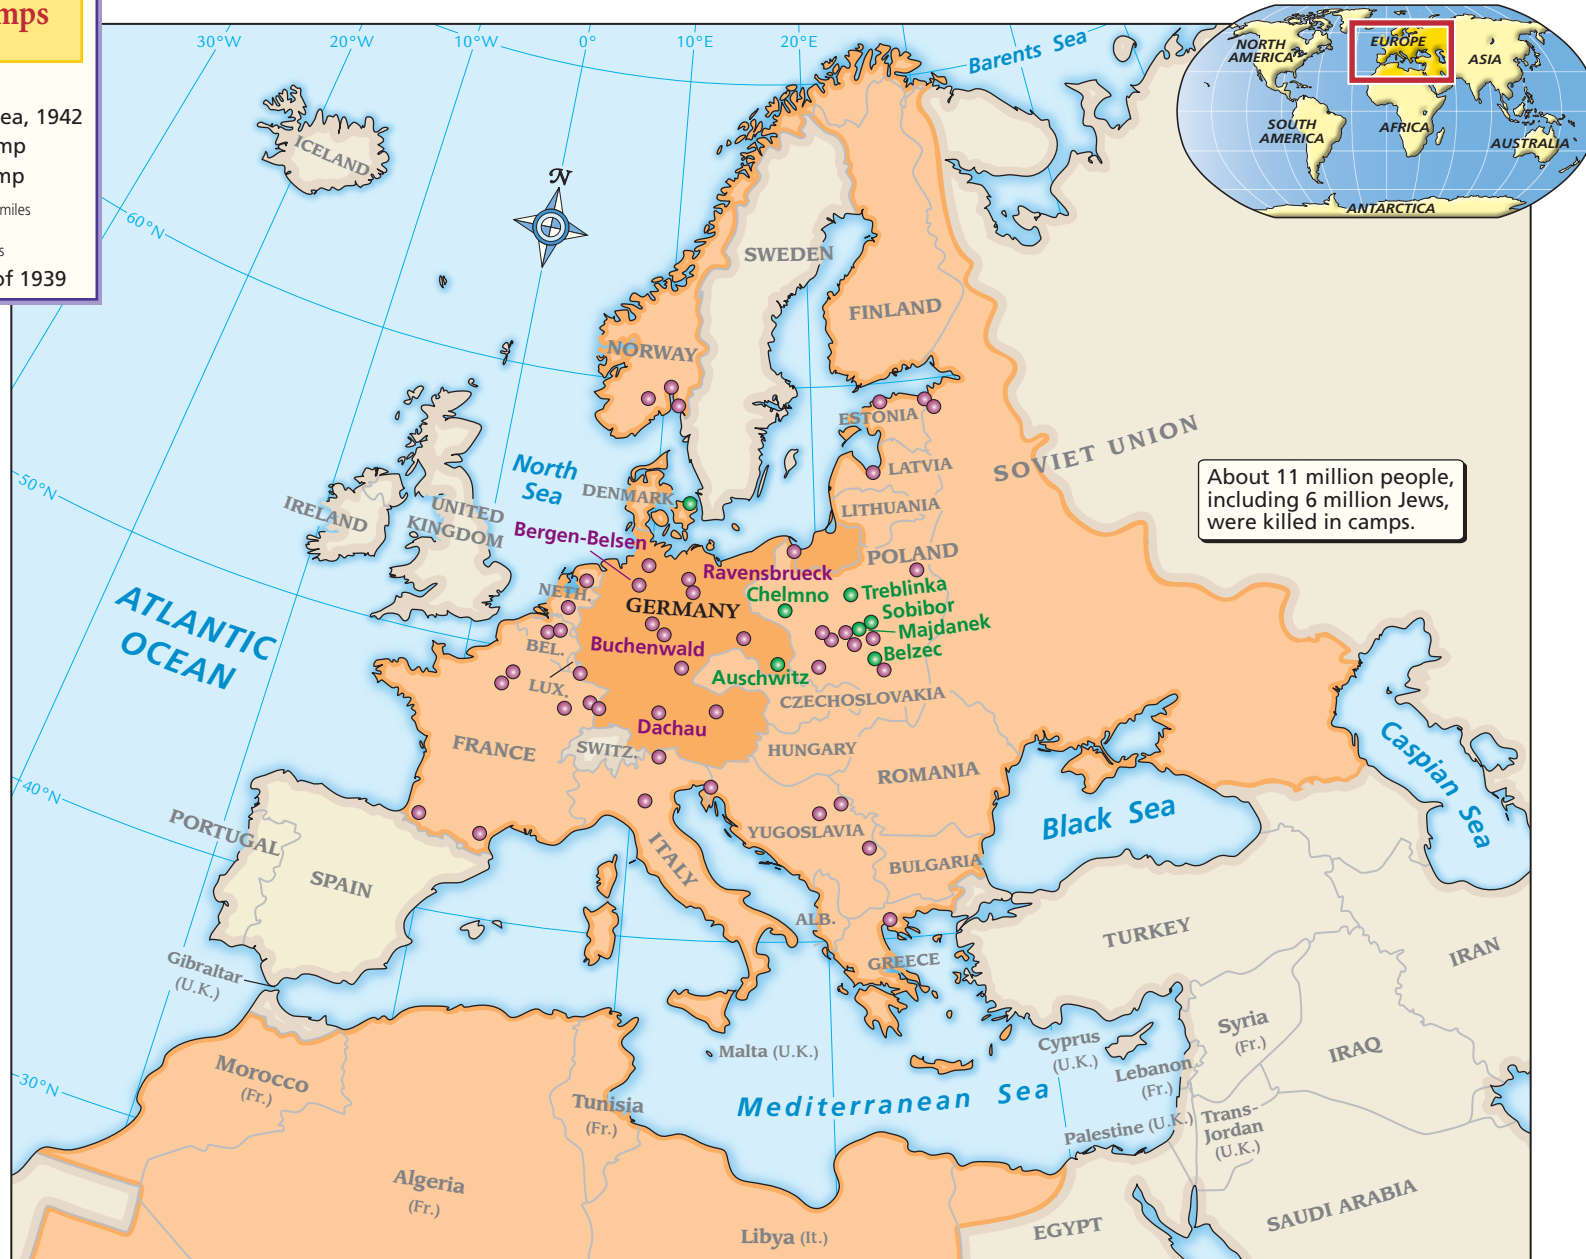 mps
ea, 1942
mp
mp
miles
s
of 1939
30°W
20°W
10°W
0°
10°E
20°E
Barents Sea
NORTH
AMERICA
EUROPE
ASIA
SOUTH
AMERICA
AFRICA
AUSTRALIA
ANTARCTICA
ICELAND
60°N
N
SWEDEN
FINLAND
NORWAY
ESTONIA
SOVIET UNION
LATVIA
About 11 million people,
including 6 million Jews,
were killed in camps.
North
Sea
50°N
DENMARK
IRELAND
UNITED
KINGDOM
LITHUANIA
Bergen-Belsen
POLAND
Ravensbrueck
NETH.
Chelmno
Treblinka
GERMANY
Sobibor
Majdanek
ATLANTIC
OCEAN
BEL.
Buchenwald
Belzec
Auschwitz
LUX.
CZECHOSLOVAKIA
Dachau
FRANCE
SWITZ.
HUNGARY
ROMANIA
Caspian Sea
40°N
PORTUGAL
Black Sea
YUGOSLAVIA
ITALY
BULGARIA
SPAIN
ALB.
TURKEY
IRAN
Gibraltar
(U.K.)
GREECE
Malta (U.K.)
Cyprus
(U.K.)
Syria
(Fr.)
IRAQ
Lebanon
(Fr.)
Morocco
(Fr.)
30°N
Tunisia
(Fr.)
Mediterranean Sea
Palestine (U.K.)
Trans-
Jordan
(U.K.)
Algeria
(Fr.)
Libya (It.)
EGYPT
SAUDI ARABIA